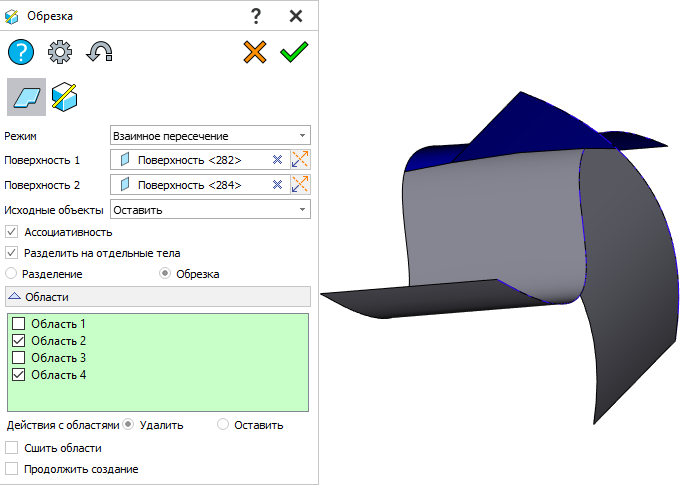 Обрезка ?
?
Режим Взаимное пересечение
Поверхность 1 Поверхность <282>
Поверхность 2 Поверхность <284>
Исходные объекты Оставить
Ассоциативность
Разделить на отдельные тела
Разделение Обрезка
Области
Область 1
Область 2
Область 3
Область 4
Действия с областями Удалить Оставить
Сшить области
Продолжить создание